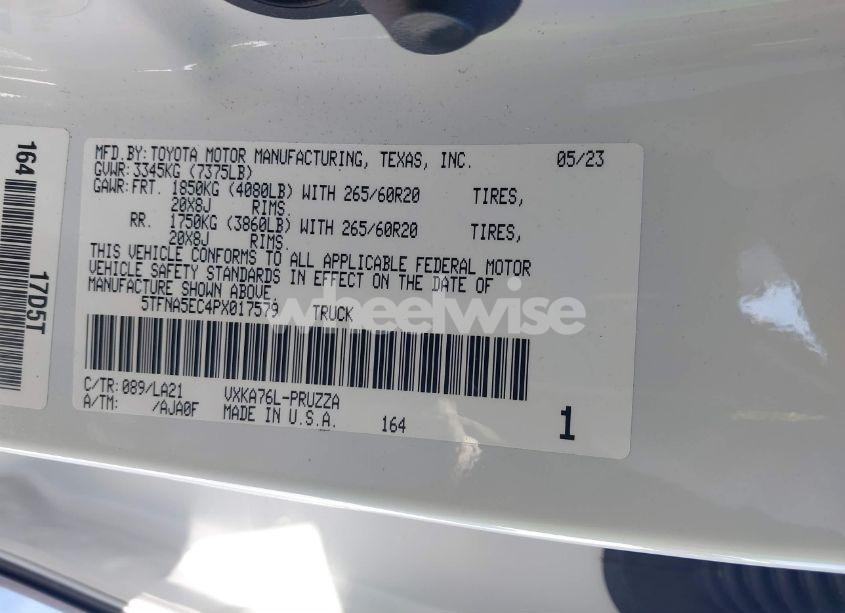 MFD.BY:TOYOTA MOTOR MANUFACTURING, TEXAS, INC. 05/23
GVWR:3345KG (7375LB)
GAWR:FRT. 1850KG (4080LB) WITH 265/60R20 TIRES,
20X8J RIMS.
RR. 1750KG (3860LB) WITH 265/60R20 TIRES,
20X8J RIMS.
THIS VEHICLE CONFORMS TO ALL APPLICABLE FEDERAL MOTOR
VEHICLE SAFETY STANDARDS IN EFFECT ON THE DATE OF
MANUFACTURE SHOWN ABOVE.
5TFNA5EC4PX017579 TRUCK
C/TR:089/LA21 VXKA76L-PRUZZA
A/TM: /AJA0F MADE IN U.S.A. 164 1
164 17D5T
wheelwise